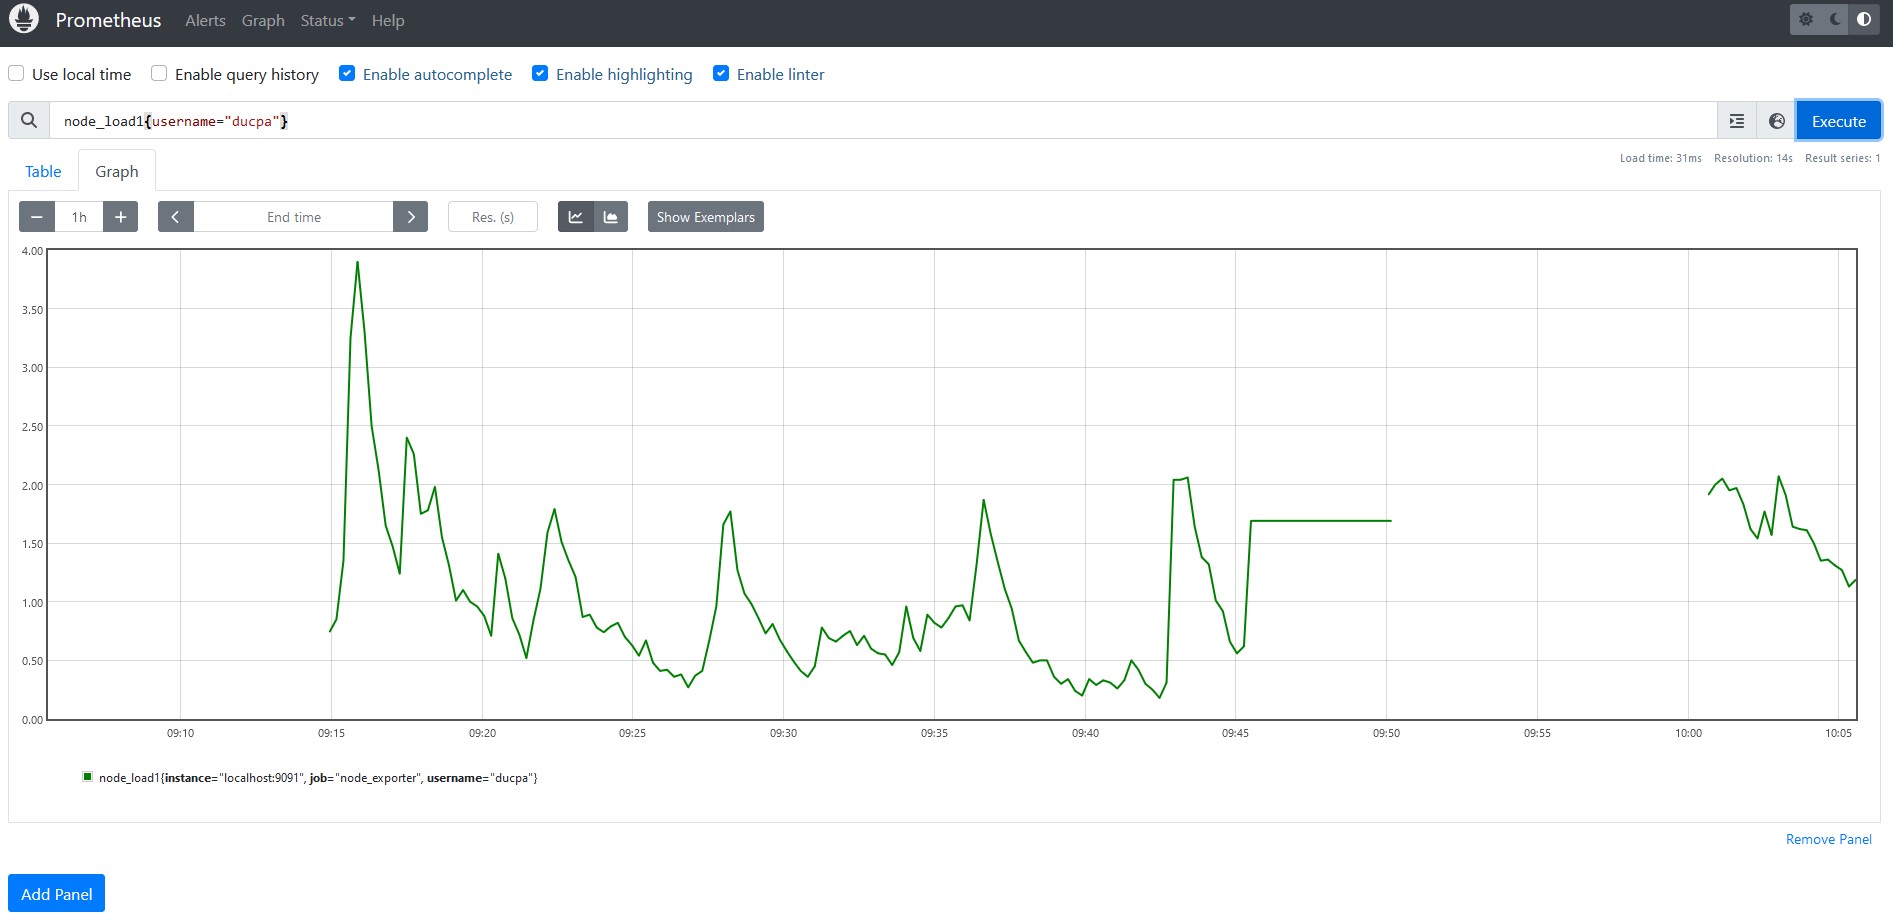 Prometheus Alerts Graph Status Help
Use local time Enable query history Enable autocomplete Enable highlighting Enable linter
node_load1{username="ducpa"} Execute
Load time: 31ms Resolution: 14s Result series: 1
Table Graph
1h End time Res. (s) Show Exemplars
4.00
3.50
3.00
2.50
2.00
1.50
1.00
0.50
0.00
09:10 09:15 09:20 09:25 09:30 09:35 09:40 09:45 09:50 09:55 10:00 10:05
node_load1{instance="localhost:9091", job="node_exporter", username="ducpa"}
Remove Panel
Add Panel